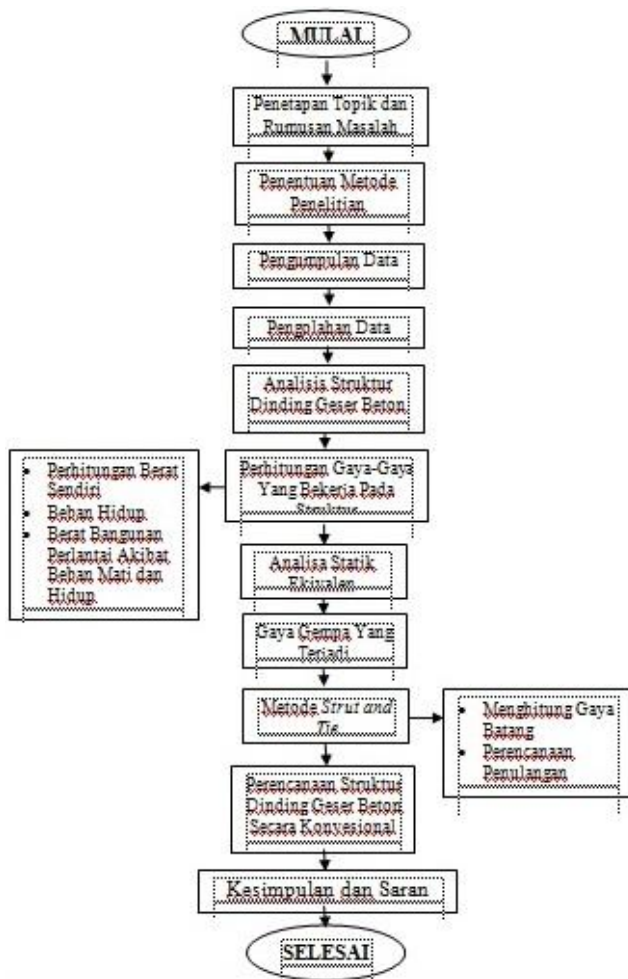 MULAI
Penetapan Topik dan
Rumusan Masalah
Penentuan Metode
Penelitian
Pengumpulan Data
Pengolahan Data
Analisis Struktur
Dinding Geser Beton
Perhitungan Gaya-Gaya
Yang Bekerja Pada
Struktur
• Perhitungan Berat
Sendiri
• Beban Hidup
• Berat Bangunan
Perlantai Akibat
Beban Mati dan
Hidup
Analisa Statik
Ekivalen
Gaya Gempa Yang
Terjadi
Metode Strut and
Tie
• Menghitung Gaya
Batang
• Perencanaan
Penulangan
Perencanaan Struktur
Dinding Geser Beton
Secara Konvesional
Kesimpulan dan Saran
SELESAI